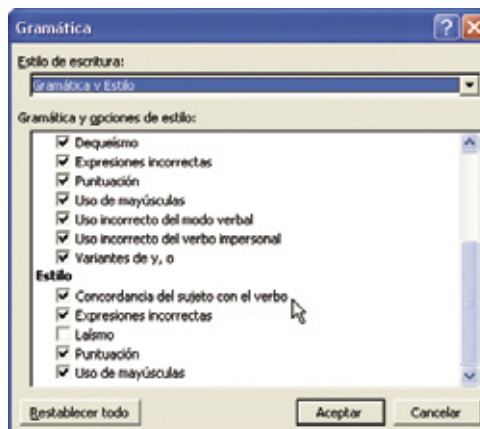 Gramática
Estilo de escritura:
Gramática y Estilo
Gramática y opciones de estilo:
Dequeísmo
Expresiones incorrectas
Puntuación
Uso de mayúsculas
Uso incorrecto del modo verbal
Uso incorrecto del verbo impersonal
Variantes de y, o
Estilo
Concordancia del sujeto con el verbo
Expresiones incorrectas
Laísmo
Puntuación
Uso de mayúsculas
Restablecer todo Aceptar Cancelar